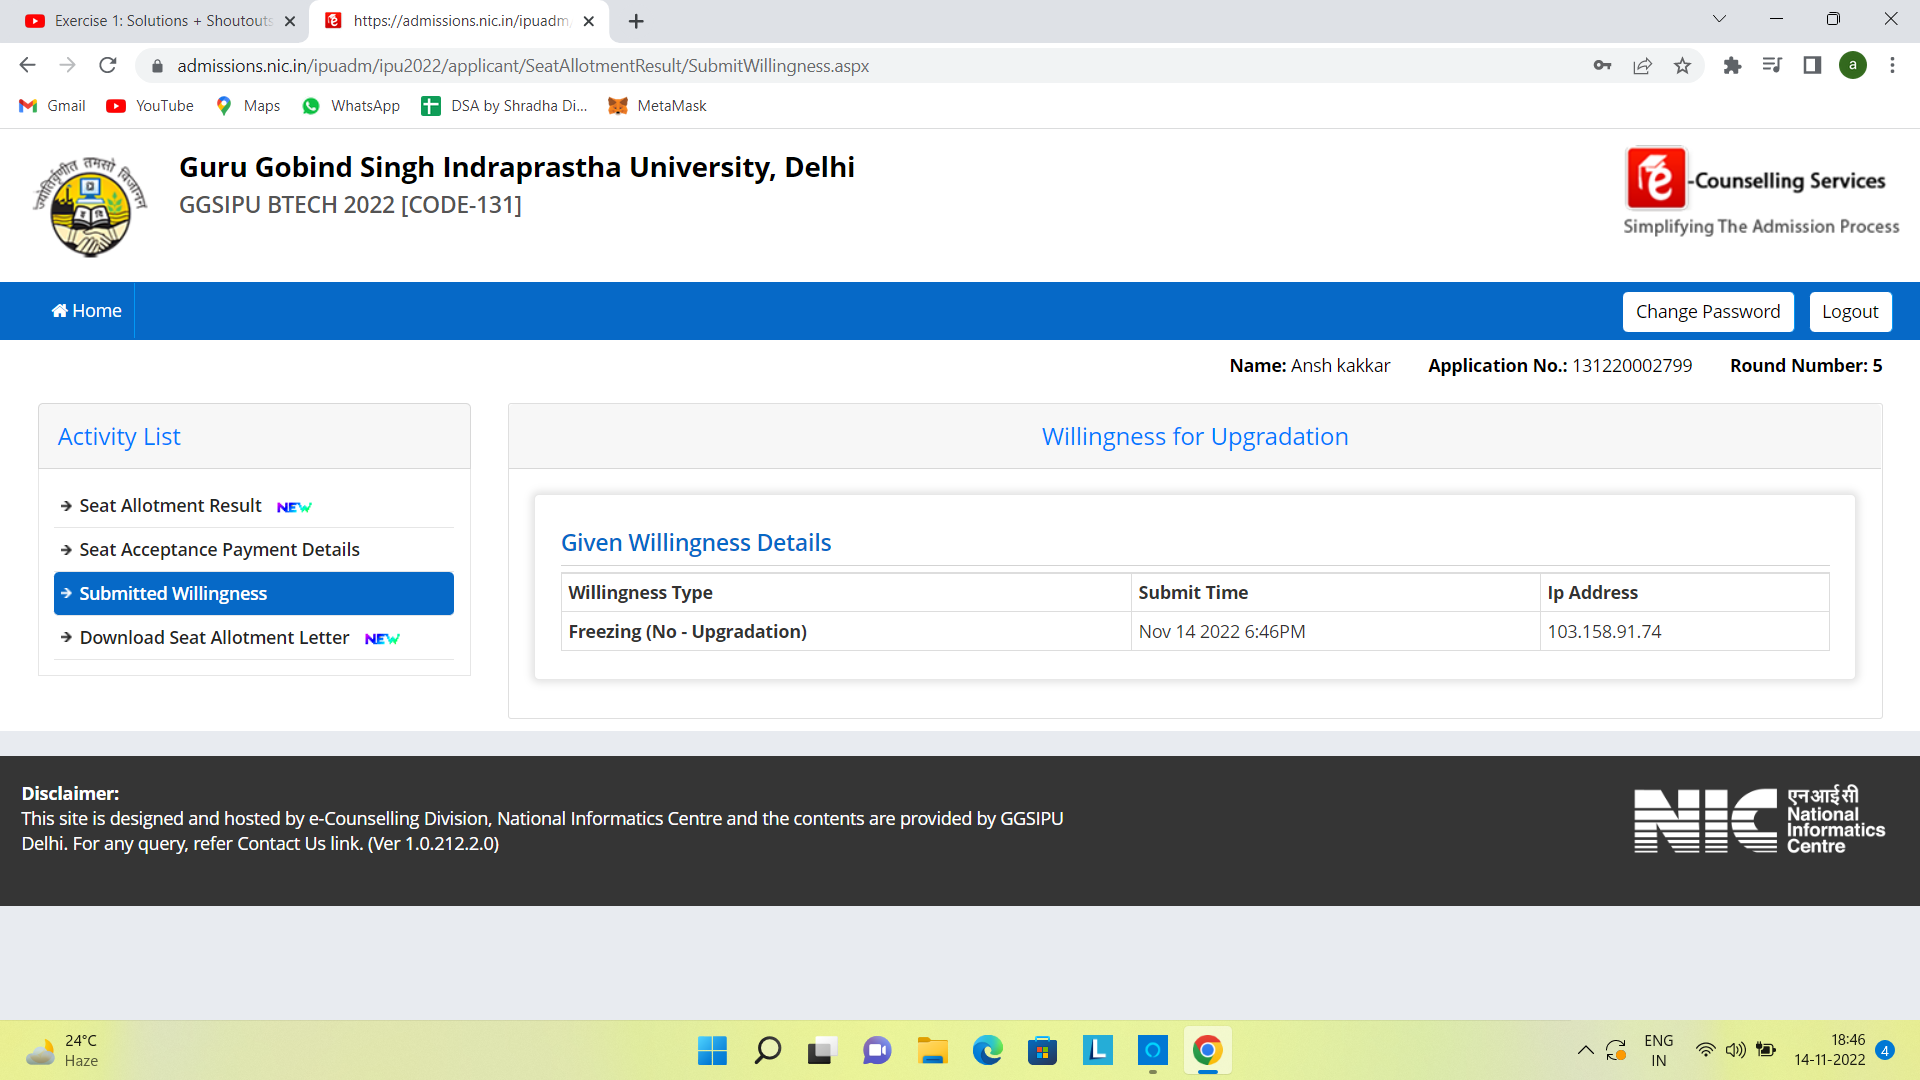 Exercise 1: Solutions + Shoutouts
https://admissions.nic.in/ipuadm
admissions.nic.in/ipuadm/ipu2022/applicant/SeatAllotmentResult/SubmitWillingness.aspx
a
Gmail YouTube Maps WhatsApp DSA by Shradha Di... MetaMask
ज्योतिर्वृणीत तमसो विजानन
Guru Gobind Singh Indraprastha University, Delhi
GGSIPU BTECH 2022 [CODE-131]
e-Counselling Services
Simplifying The Admission Process
Home
Change Password Logout
Name: Ansh kakkar Application No.: 131220002799 Round Number: 5
Activity List
Seat Allotment Result NEW
Seat Acceptance Payment Details
Submitted Willingness
Download Seat Allotment Letter NEW
Willingness for Upgradation
Given Willingness Details
Willingness Type Submit Time Ip Address
Freezing (No - Upgradation) Nov 14 2022 6:46PM 103.158.91.74
Disclaimer:
This site is designed and hosted by e-Counselling Division, National Informatics Centre and the contents are provided by GGSIPU
Delhi. For any query, refer Contact Us link. (Ver 1.0.212.2.0)
NIC
एन आई सी
National
Informatics
Centre
24°C
Haze
L
ENG
IN
18:46
14-11-2022
4